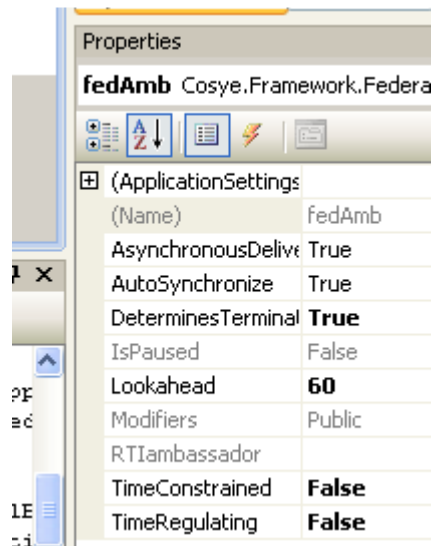 Properties
fedAmb Cosye.Framework.Federa
(ApplicationSettings
(Name) fedAmb
AsynchronousDelive True
AutoSynchronize True
DeterminesTerminat True
IsPaused False
Lookahead 60
Modifiers Public
RTIambassador
TimeConstrained False
TimeRegulating False